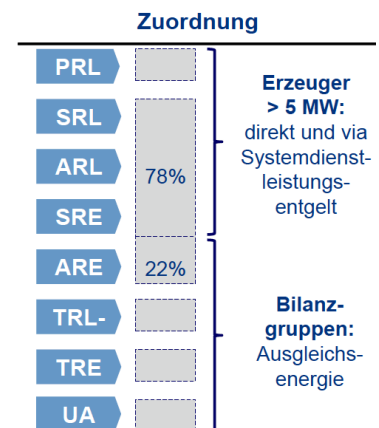 Zuordnung
PRL
SRL
ARL
SRE
ARE
TRL-
TRE
UA
78%
22%
Erzeuger
> 5 MW:
direkt und via
Systemdienst-
leistungs-
entgelt
Bilanz-
gruppen:
Ausgleichs-
energie